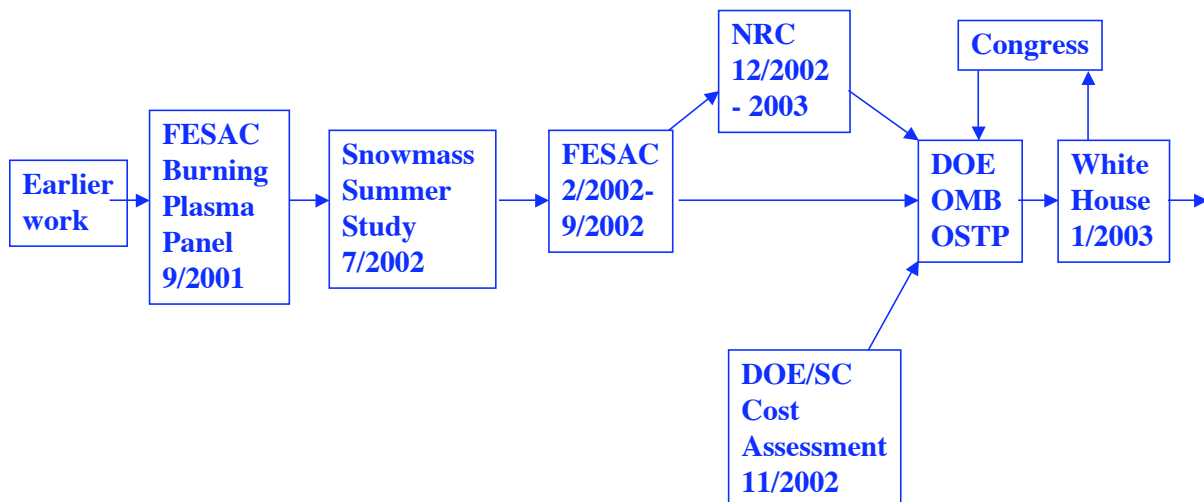 Earlier
work
FESAC
Burning
Plasma
Panel
9/2001
Snowmass
Summer
Study
7/2002
FESAC
2/2002-
9/2002
NRC
12/2002
- 2003
DOE/SC
Cost
Assessment
11/2002
DOE
OMB
OSTP
Congress
White
House
1/2003